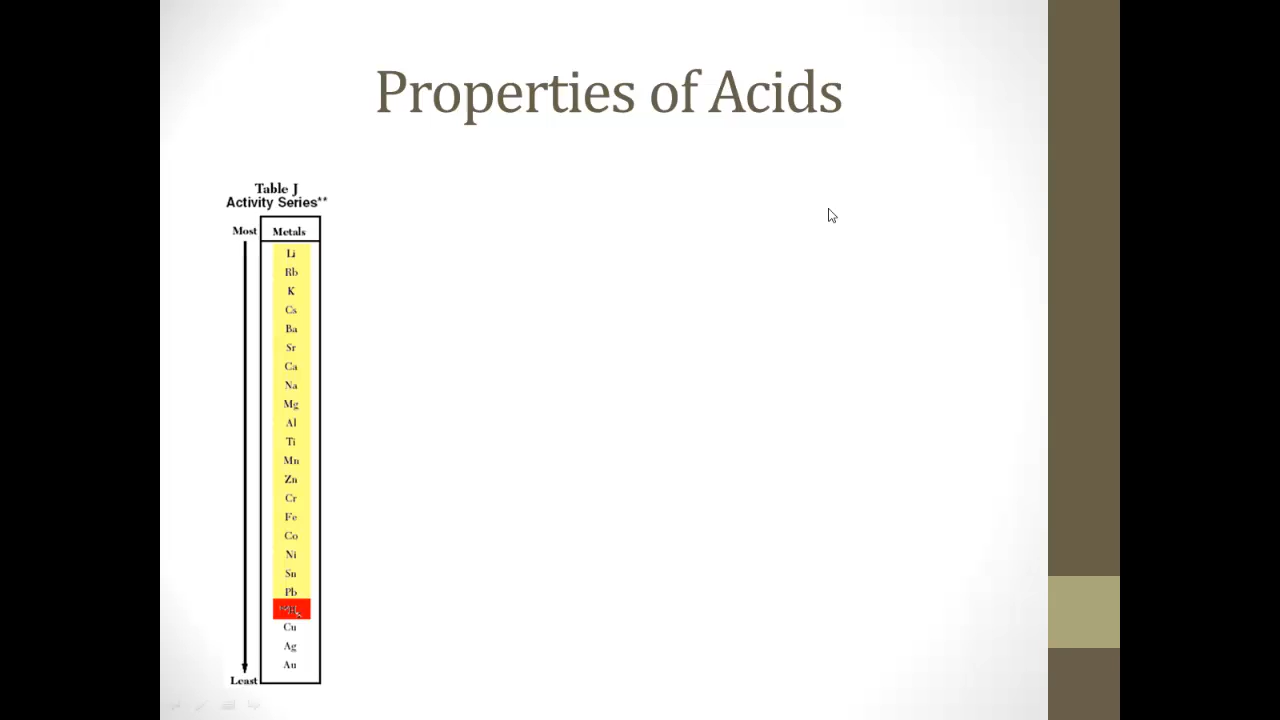 Properties of Acids
Table J
Activity Series**
Most
Metals
Li
Rb
K
Cs
Ba
Sr
Ca
Na
Mg
Al
Ti
Mn
Zn
Cr
Fe
Co
Ni
Sn
Pb
Cu
Ag
Au
Least